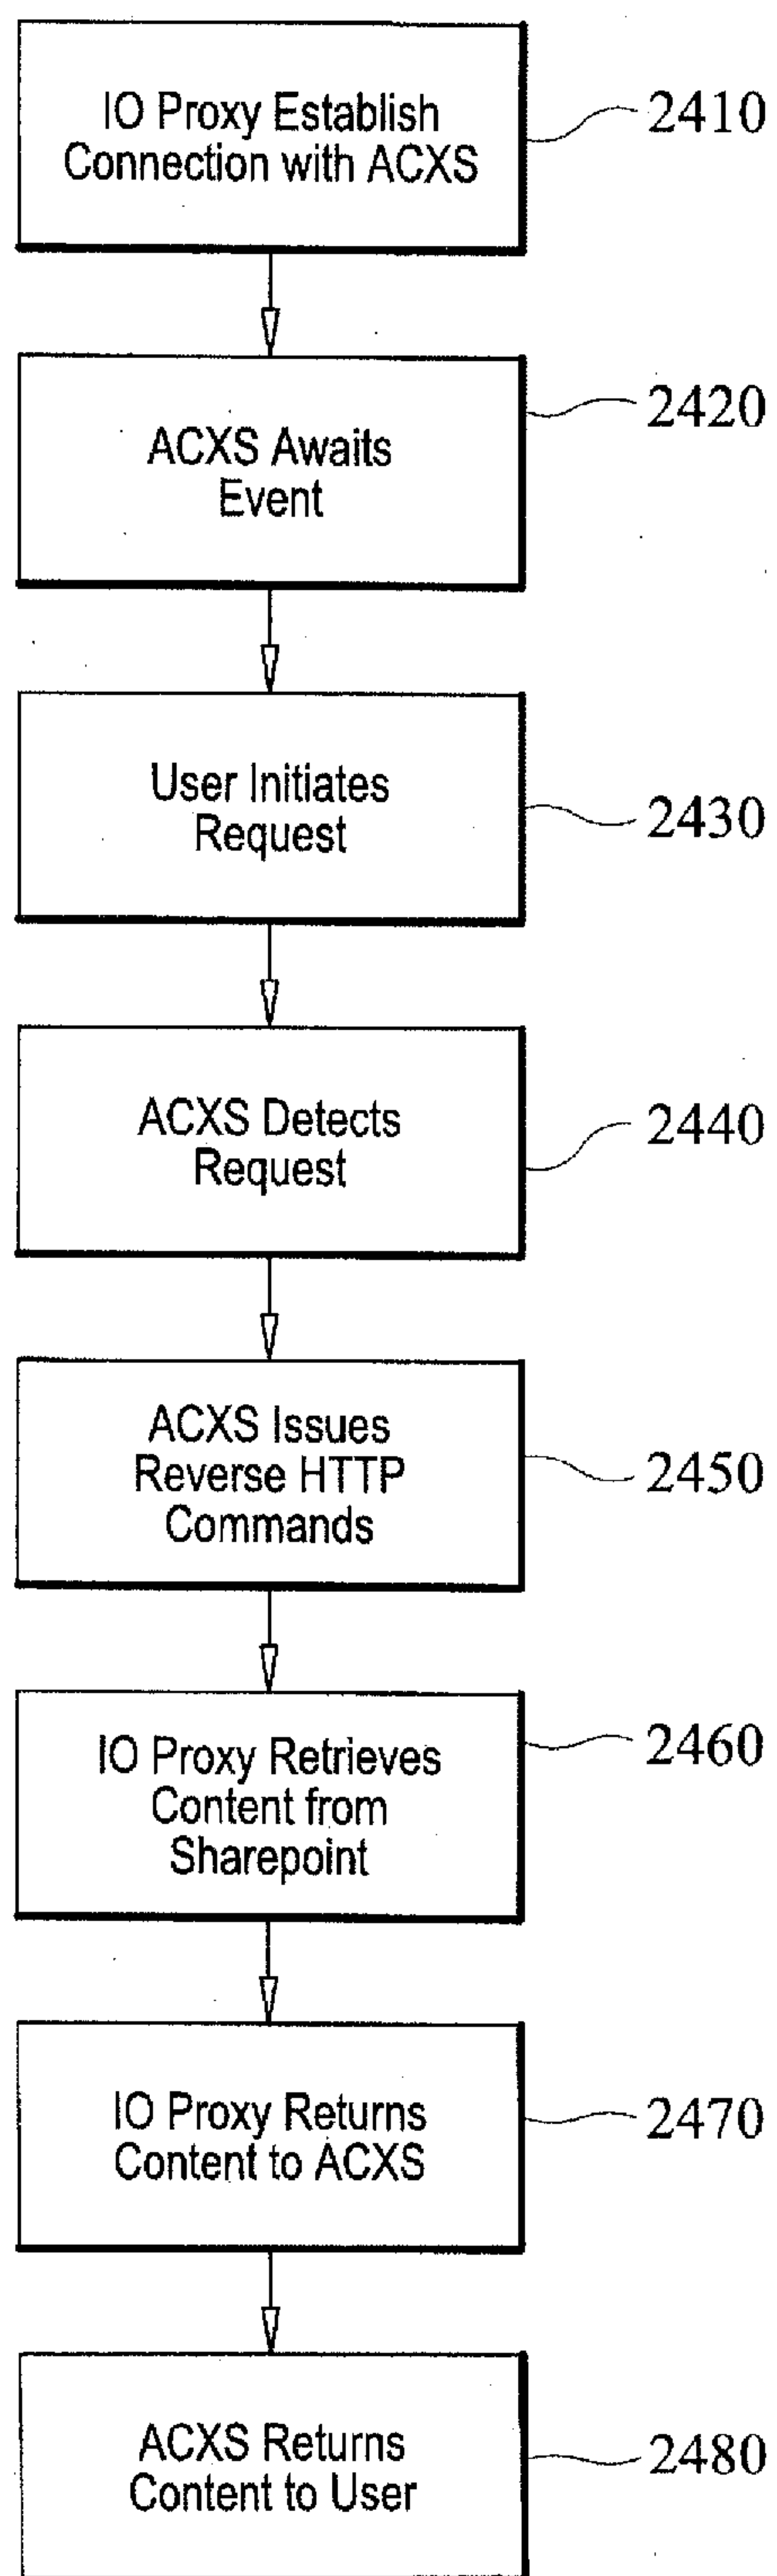 IO Proxy Establish
Connection with ACXS
2410
ACXS Awaits
Event
2420
User Initiates
Request
2430
ACXS Detects
Request
2440
ACXS Issues
Reverse HTTP
Commands
2450
IO Proxy Retrieves
Content from
Sharepoint
2460
IO Proxy Returns
Content to ACXS
2470
ACXS Returns
Content to User
2480